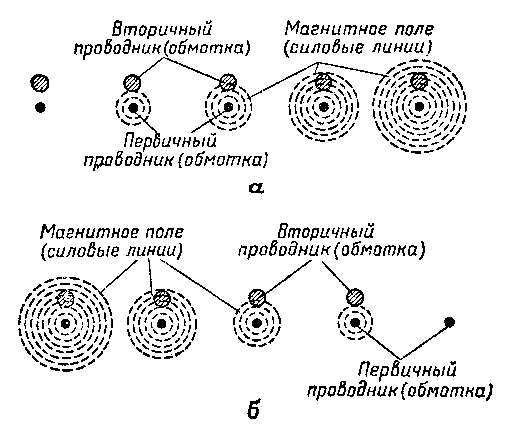 Вторичный
проводник (обмотка)
Магнитное поле
(силовые линии)
Первичный
проводник (обмотка)
а
Магнитное поле
(силовые линии)
Вторичный
проводник (обмотка)
Первичный
проводник (обмотка)
б